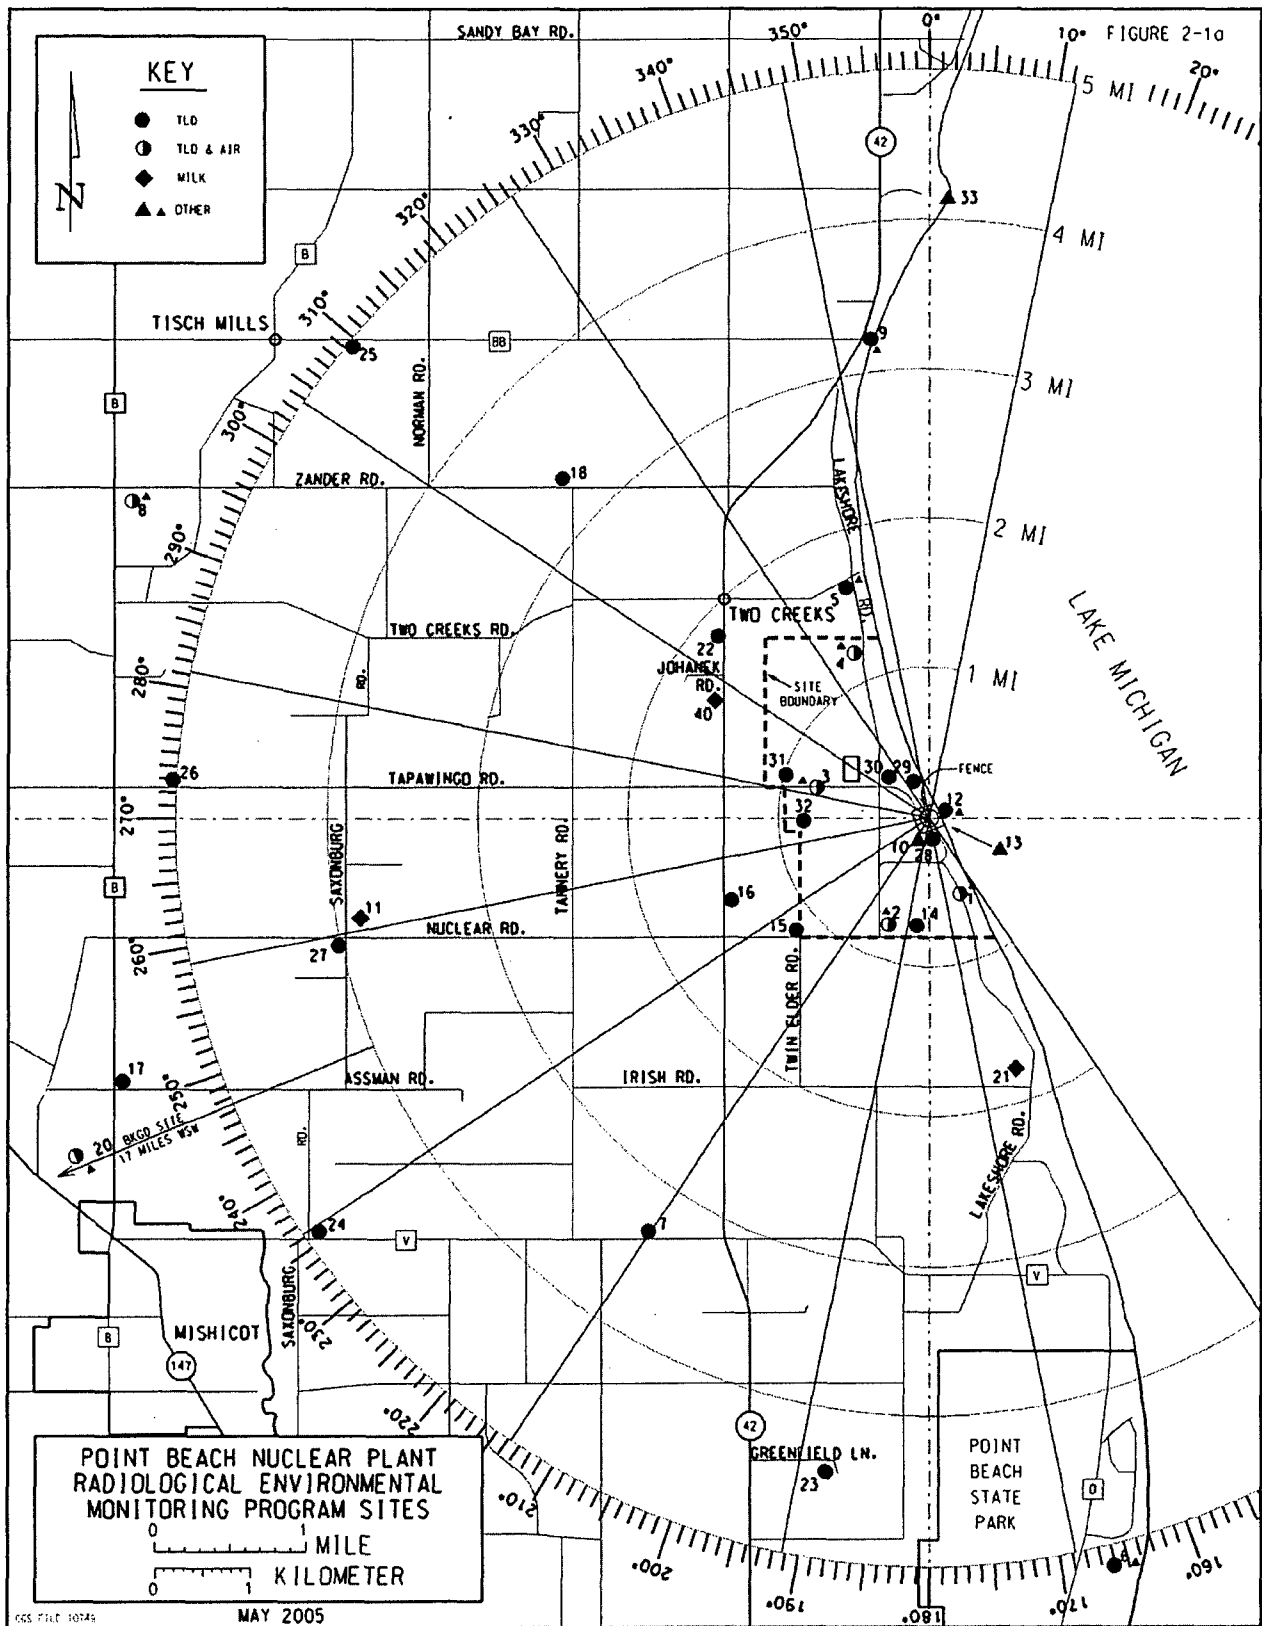 FIGURE 2-1a
SANDY BAY RD.
KEY
TLD
TLD & AIR
MILK
OTHER
N
0°
10°
20°
350°
340°
330°
320°
310°
300°
290°
280°
270°
260°
250°
240°
230°
220°
210°
200°
190°
180°
170°
160°
5 MI
4 MI
3 MI
2 MI
1 MI
42
33
B
TISCH MILLS
25
BB
9
B
NORMAN RD.
ZANDER RD.
18
8
LAKESHORE
RD.
5
TWO CREEKS
TWO CREEKS RD.
22
4
JOHANEK
RD.
40
SITE
BOUNDARY
LAKE MICHIGAN
RD.
26
TAPAWINGO RD.
31
3
30
29
FENCE
32
12
10
28
13
SAXONBURG
TANNERY RD.
B
11
16
NUCLEAR RD.
27
15
2
14
1
TWIN ELDER RD.
17
ASSMAN RD.
IRISH RD.
21
20
BKGD SITE
17 MILES WSW
RD.
LAKESHORE RD.
24
V
7
V
SAXONBURG
MISHICOT
B
147
42
GREENFIELD LN.
23
POINT
BEACH
STATE
PARK
O
6
POINT BEACH NUCLEAR PLANT
RADIOLOGICAL ENVIRONMENTAL
MONITORING PROGRAM SITES
0 1 MILE
0 1 KILOMETER
MAY 2005